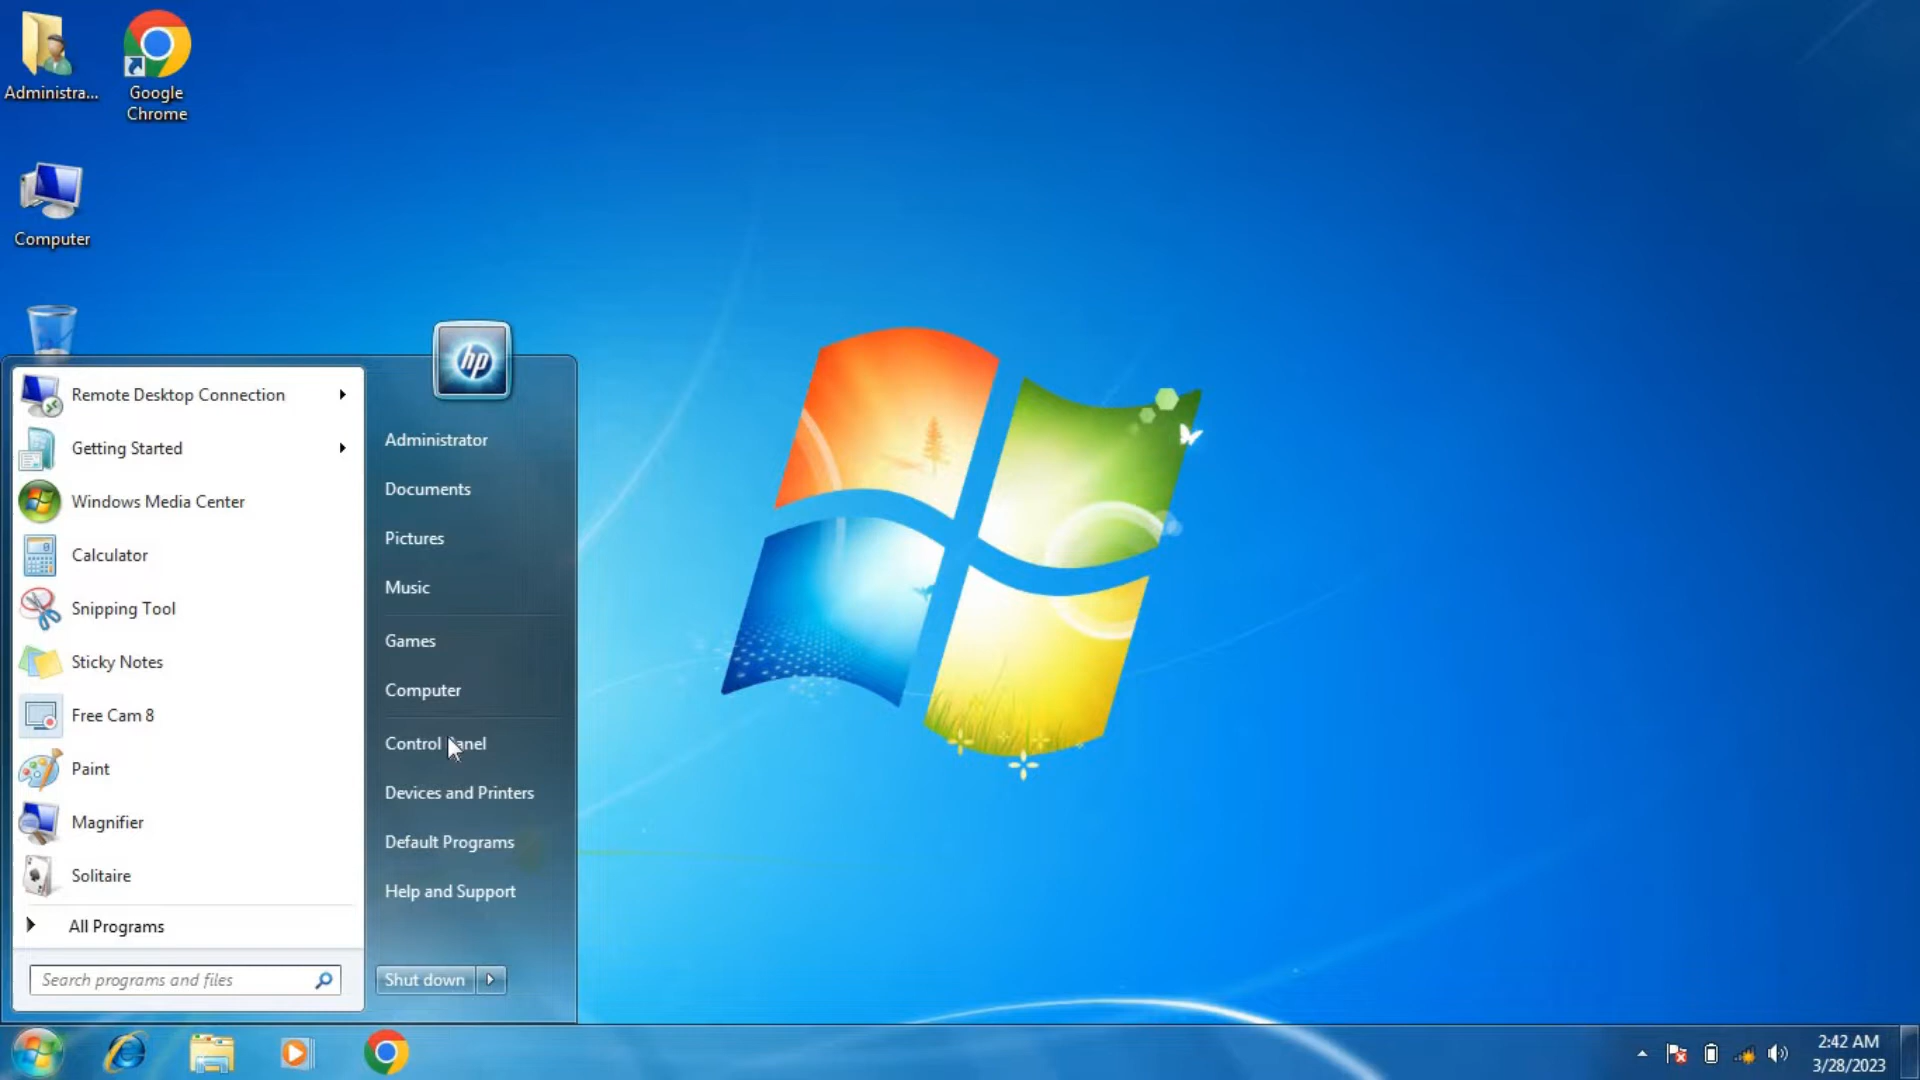 Administra...
Google
Chrome
Computer
hp
Remote Desktop Connection
Getting Started
Windows Media Center
Calculator
Snipping Tool
Sticky Notes
Free Cam 8
Paint
Magnifier
Solitaire
All Programs
Search programs and files
Administrator
Documents
Pictures
Music
Games
Computer
Control Panel
Devices and Printers
Default Programs
Help and Support
Shut down
2:42 AM
3/28/2023